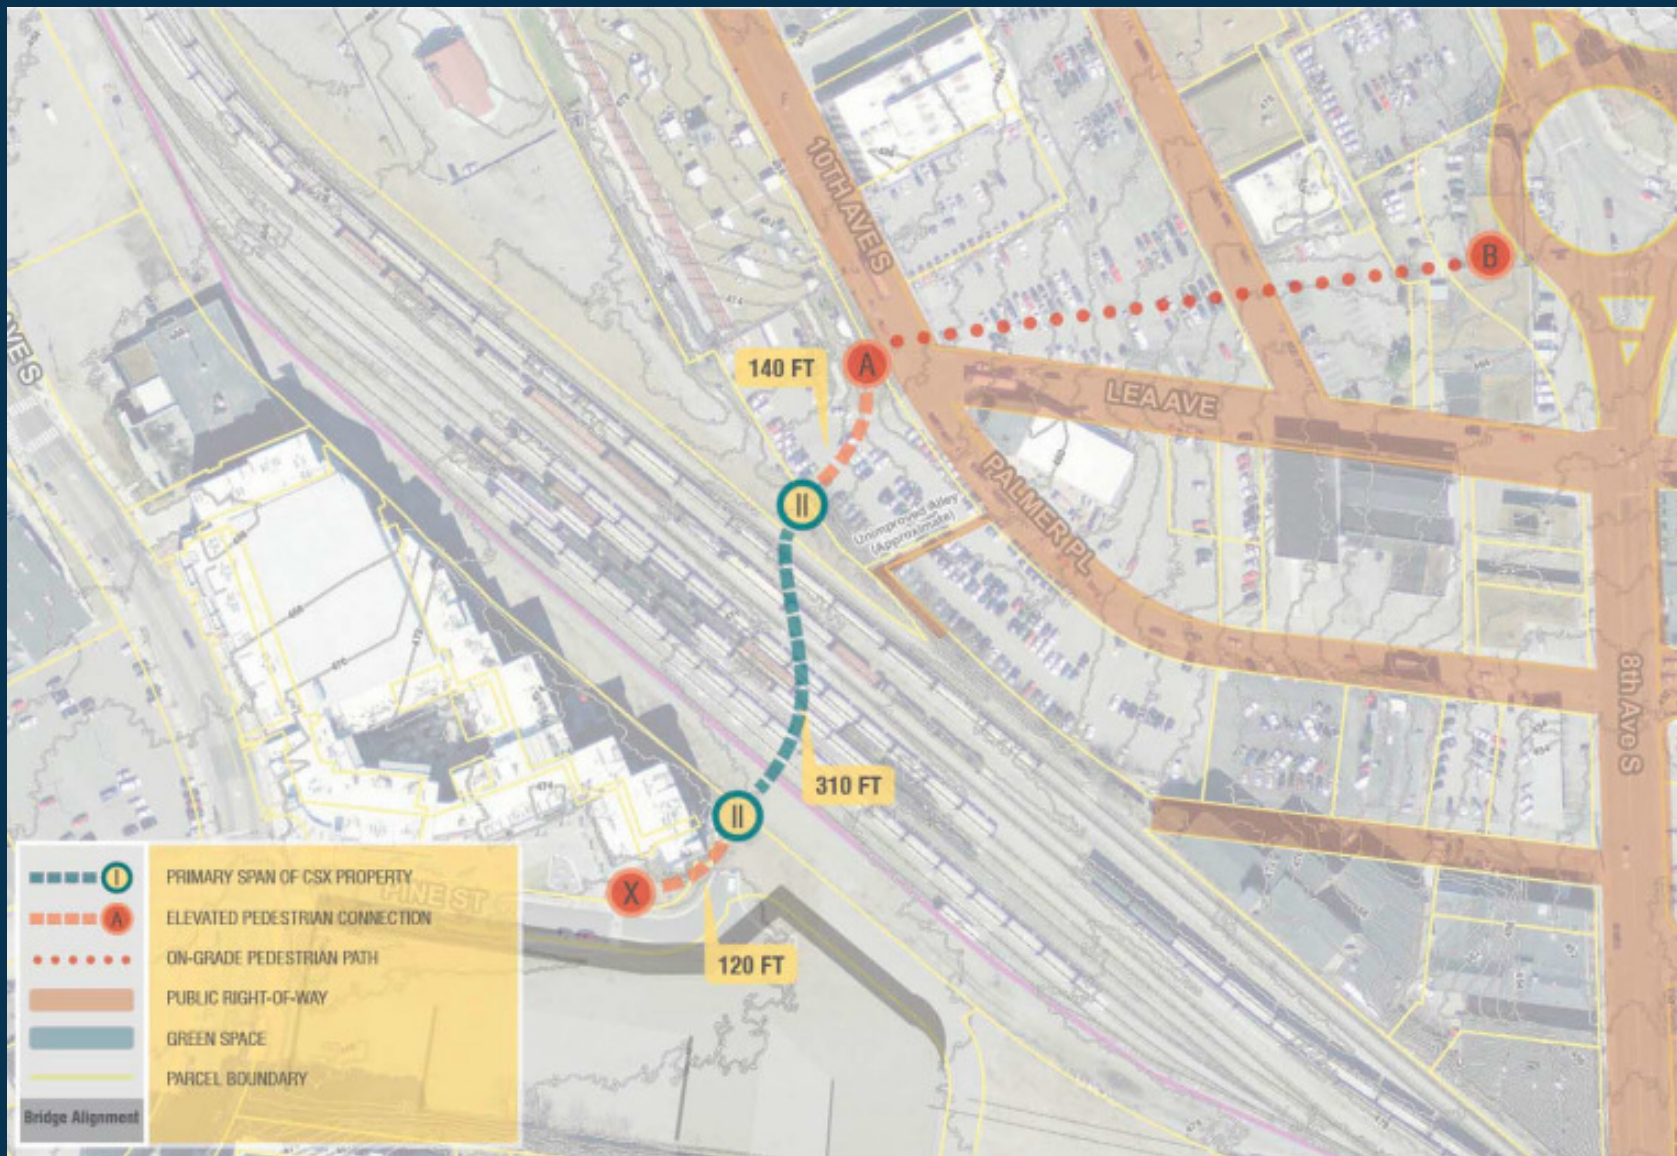 10TH AVE S
B
140 FT
A
LEA AVE
AVE S
II
Unimproved Alley
(Approximate)
PALMER PL
8th Ave S
310 FT
II
X
PINE ST
120 FT
I
PRIMARY SPAN OF CSX PROPERTY
A
ELEVATED PEDESTRIAN CONNECTION
ON-GRADE PEDESTRIAN PATH
PUBLIC RIGHT-OF-WAY
GREEN SPACE
PARCEL BOUNDARY
Bridge Alignment